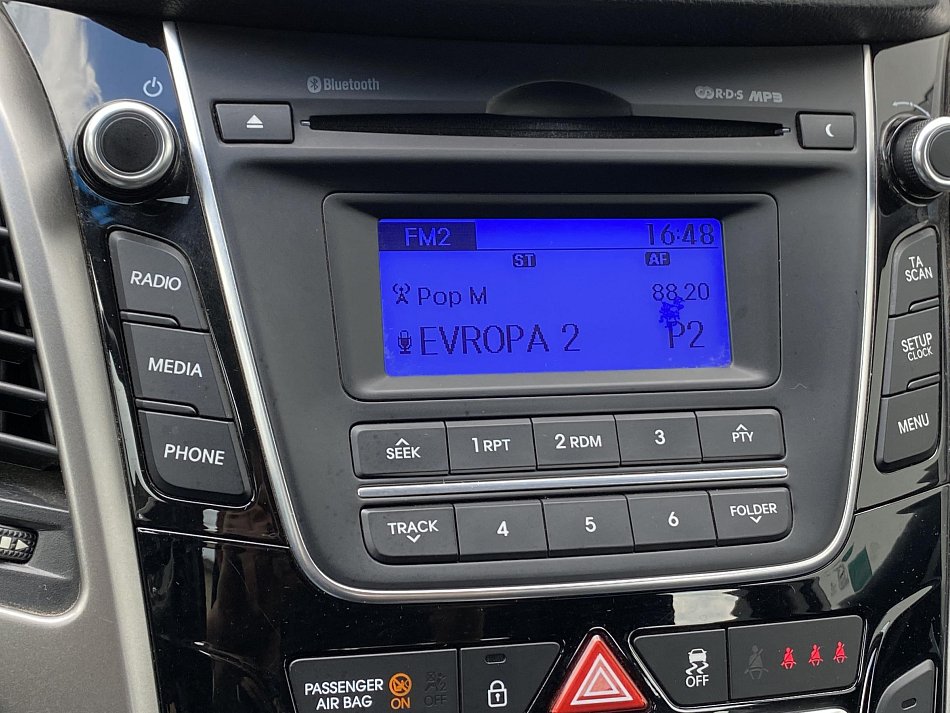 Bluetooth
R·D·S MP3
FM2 16:48
ST AF
Pop M 88.20
EVROPA 2 P2
RADIO
MEDIA
PHONE
TA
SCAN
SETUP
CLOCK
MENU
SEEK 1 RPT 2 RDM 3 PTY
TRACK 4 5 6 FOLDER
PASSENGER
AIR BAG
ON
OFF
OFF